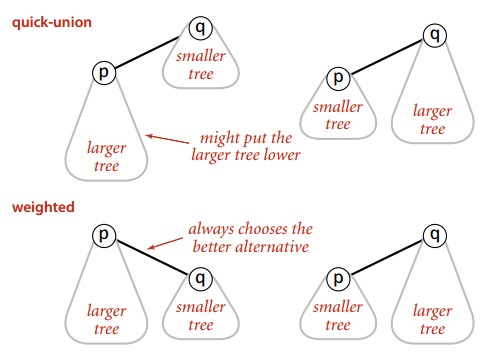 quick-union
q
smaller
tree
p
larger
tree
might put the
larger tree lower
q
p
smaller
tree
larger
tree
weighted
p
always chooses the
better alternative
q
larger
tree
smaller
tree
q
p
smaller
tree
larger
tree